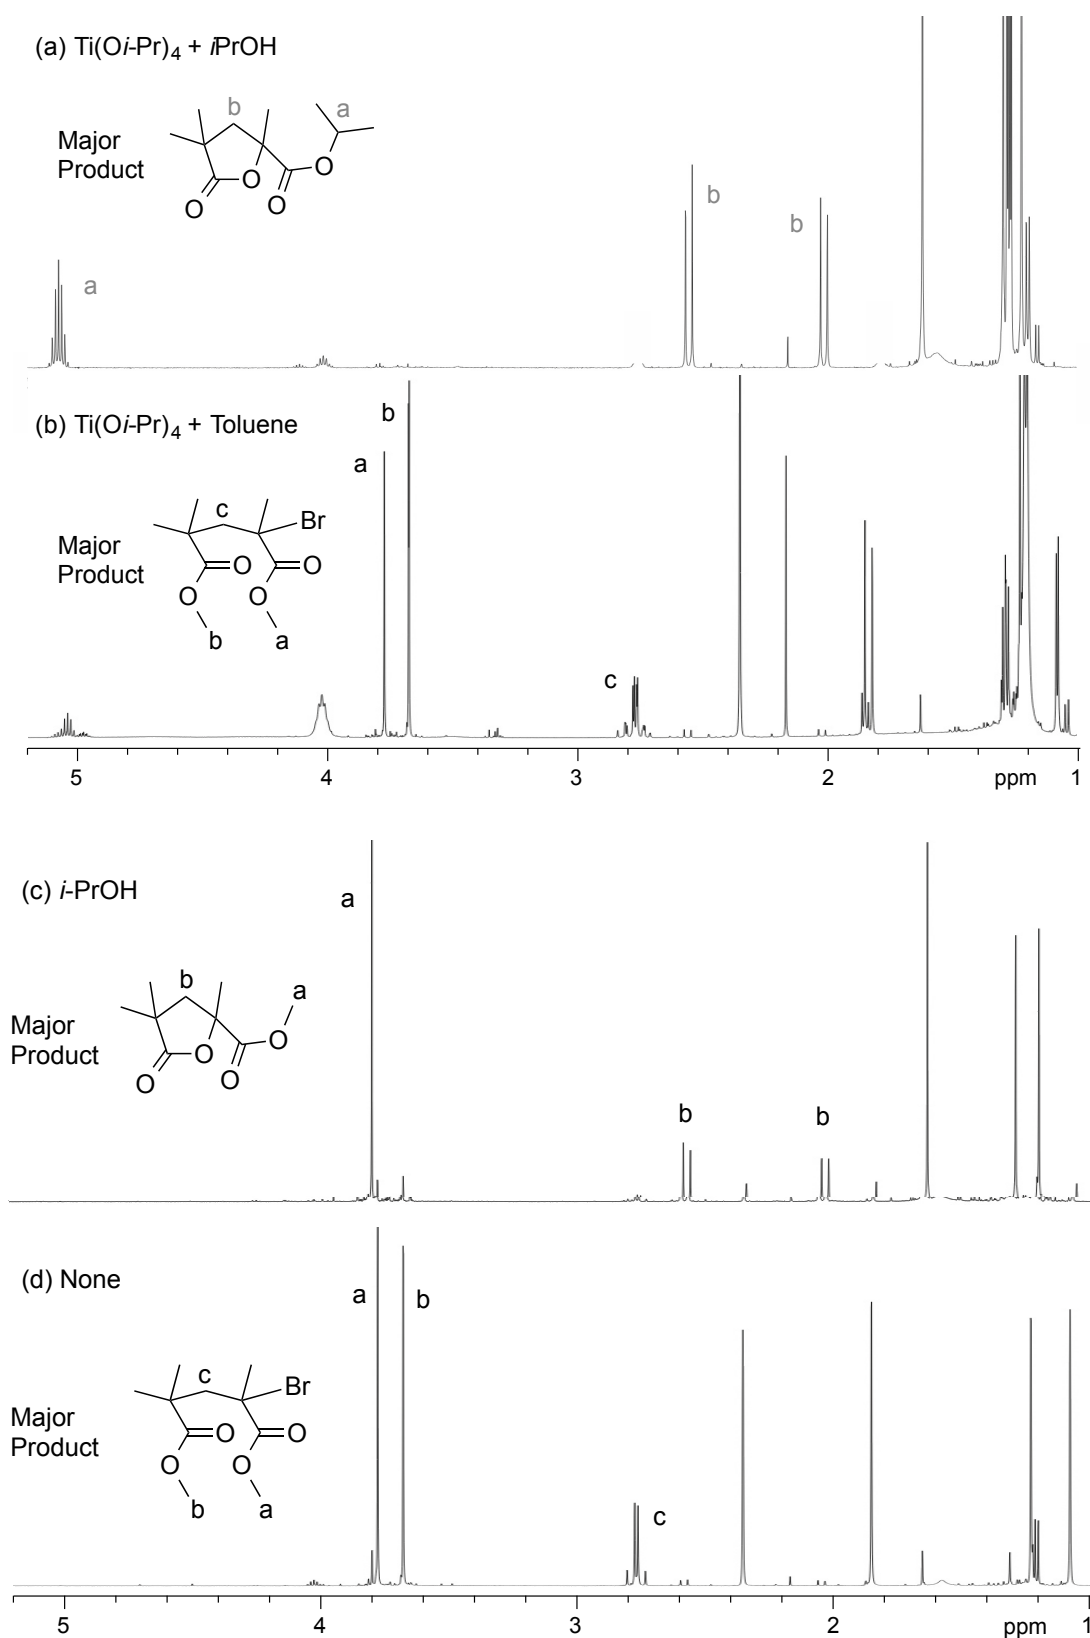 (a) Ti(Oi-Pr)4 + iPrOH
b
a
Major
Product
O
O
O
O
b
b
a
(b) Ti(Oi-Pr)4 + Toluene
b
a
c
Br
Major
Product
O
O
O
O
b
a
c
5
4
3
2
ppm
1
(c) i-PrOH
a
b
a
Major
Product
O
O
O
O
b
b
(d) None
a
b
c
Br
Major
Product
O
O
O
O
b
a
c
5
4
3
2
ppm
1